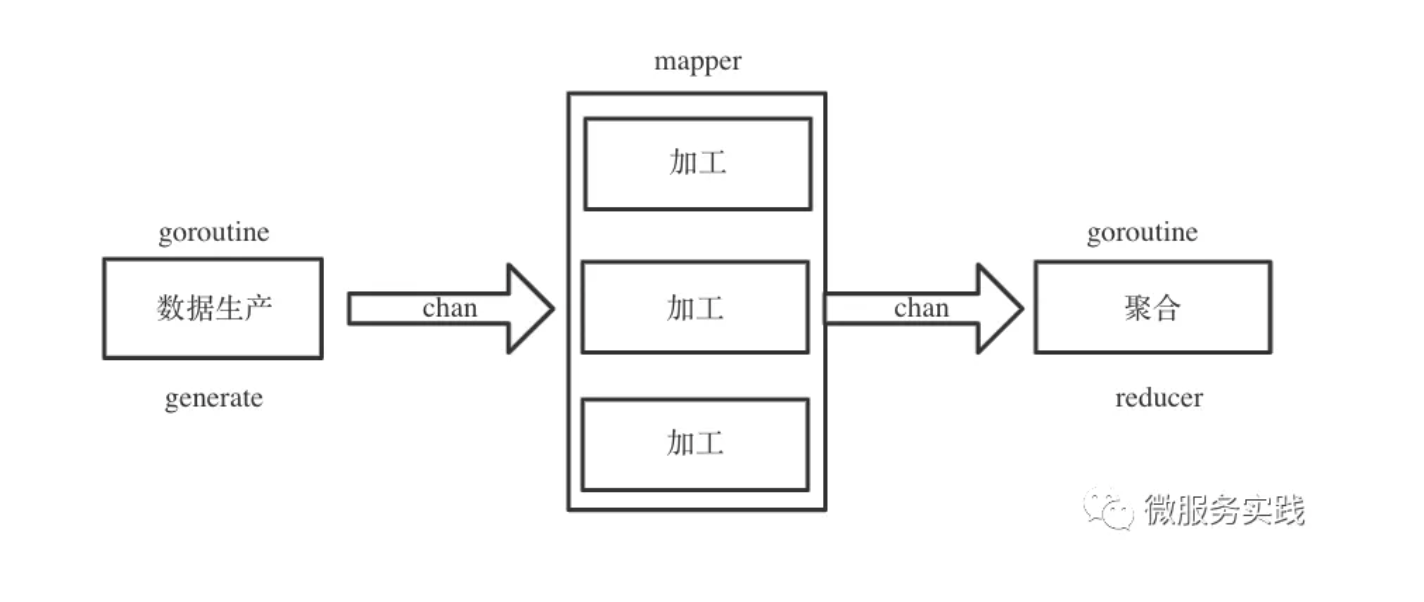 mapper
加工
goroutine
goroutine
数据生产
chan
加工
chan
聚合
generate
reducer
加工
微服务实践